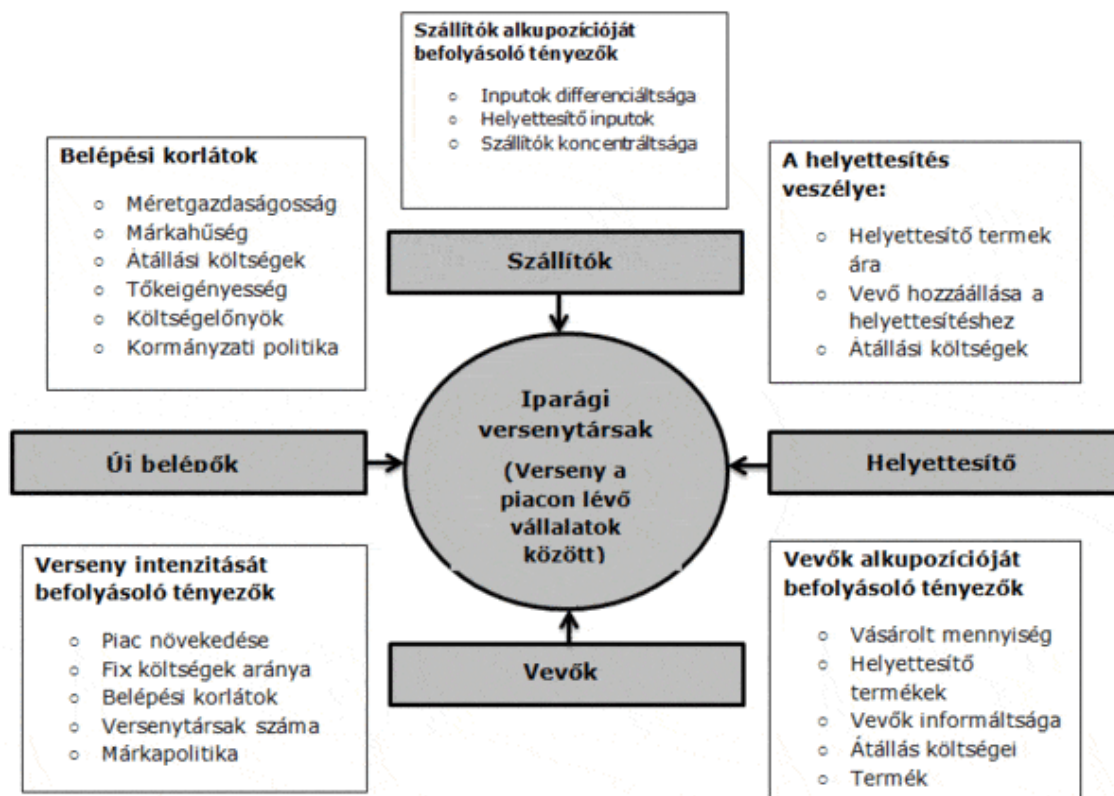 Szállítók alkupozícióját
befolyásoló tényezők
○ Inputok differenciáltsága
○ Helyettesítő inputok
○ Szállítók koncentráltsága
Belépési korlátok
○ Méretgazdaságosság
○ Márkahűség
○ Átállási költségek
○ Tőkeigényesség
○ Költségelőnyök
○ Kormányzati politika
A helyettesítés
veszélye:
○ Helyettesítő termek
ára
○ Vevő hozzáállása a
helyettesítéshez
○ Átállási költségek
Szállítók
Iparági
versenytársak
(Verseny a
piacon lévő
vállalatok
között)
Új belépők
Helyettesítő
Verseny intenzitását
befolyásoló tényezők
○ Piac növekedése
○ Fix költségek aránya
○ Belépési korlátok
○ Versenytársak száma
○ Márkapolitika
Vevők
Vevők alkupozícióját
befolyásoló tényezők
○ Vásárolt mennyiség
○ Helyettesítő
termékek
○ Vevők informáltsága
○ Átállás költségei
○ Termék